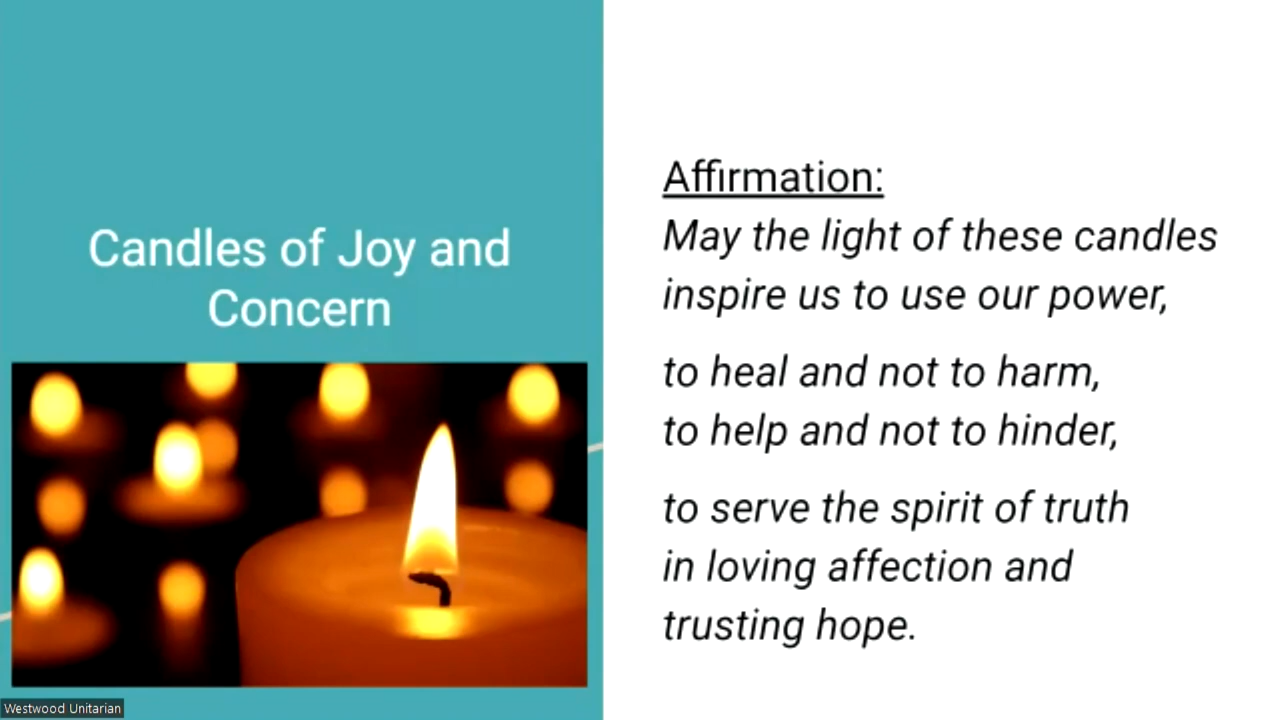 Candles of Joy and
Concern
Affirmation:
May the light of these candles
inspire us to use our power,
to heal and not to harm,
to help and not to hinder,
to serve the spirit of truth
in loving affection and
trusting hope.
Westwood Unitarian